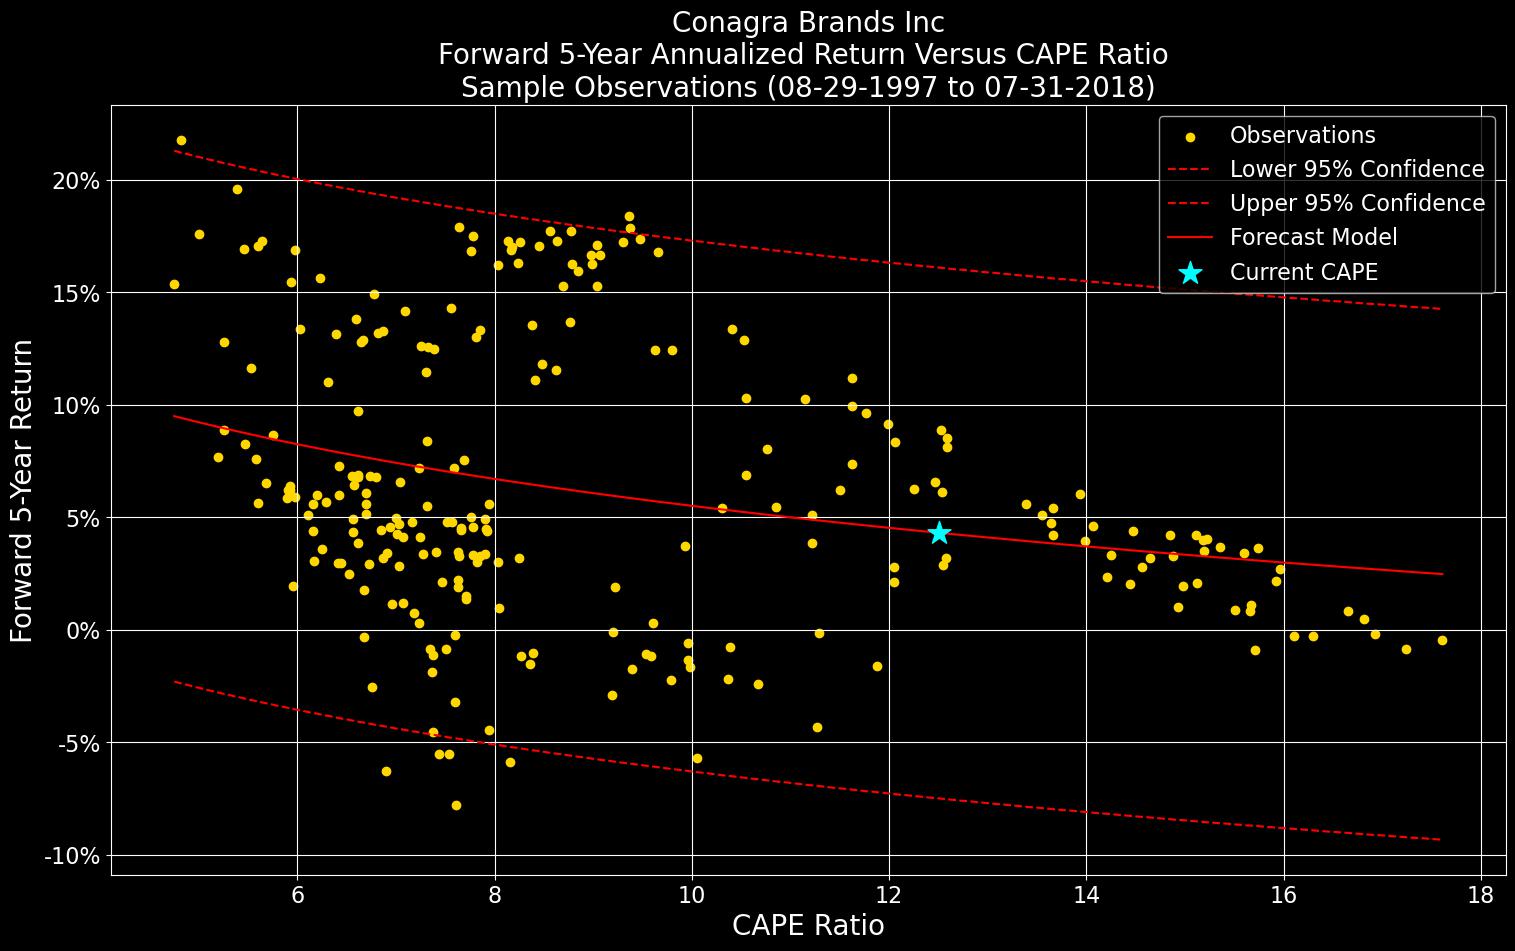 Conagra Brands Inc
Forward 5-Year Annualized Return Versus CAPE Ratio
Sample Observations (08-29-1997 to 07-31-2018)
Observations
Lower 95% Confidence
Upper 95% Confidence
Forecast Model
Current CAPE
Forward 5-Year Return
20%
15%
10%
5%
0%
-5%
-10%
6 8 10 12 14 16 18
CAPE Ratio